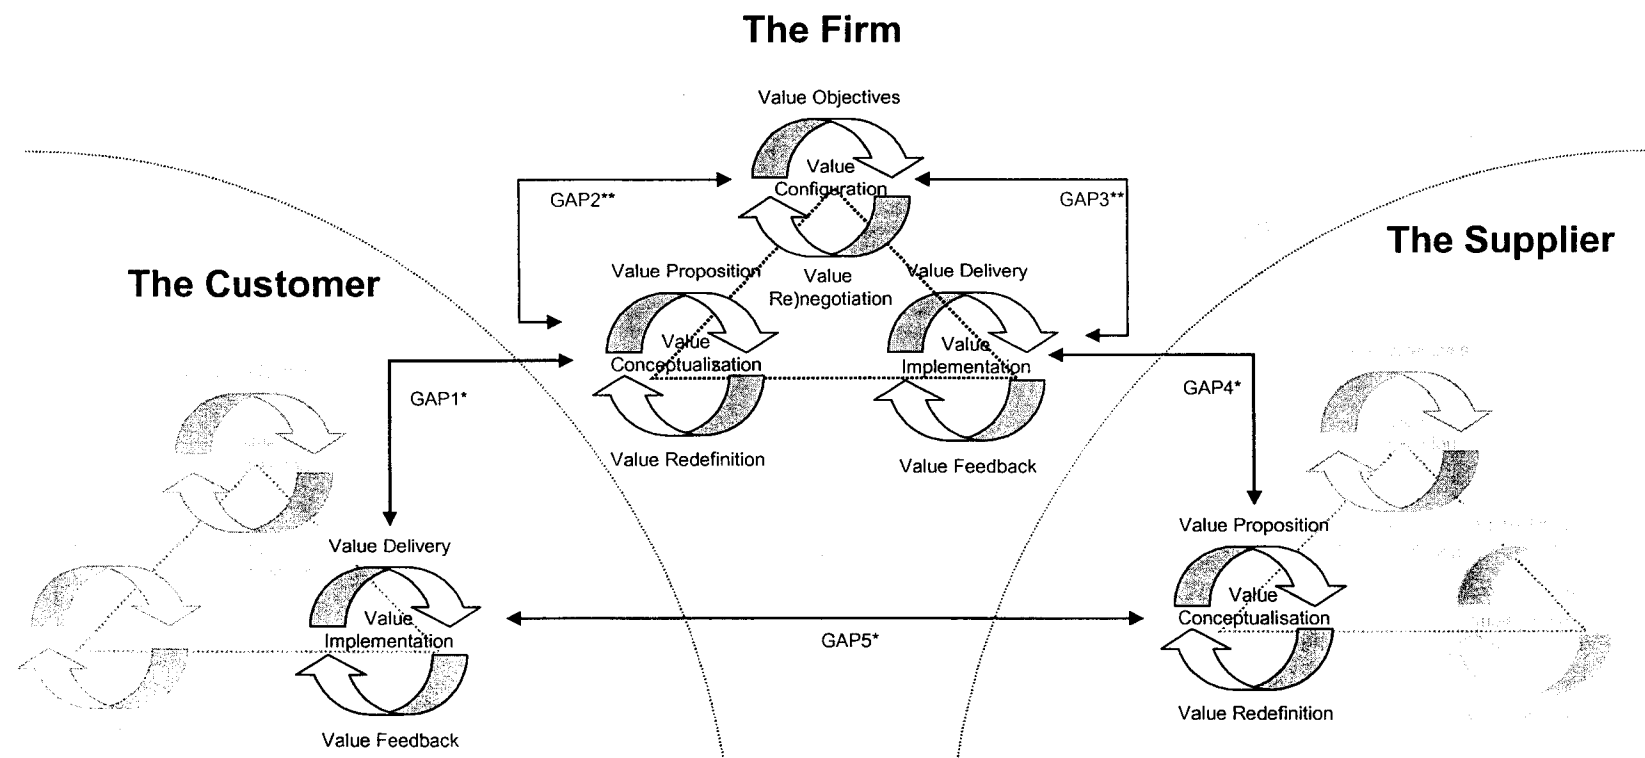 The Firm
Value Objectives
Value
Configuration
GAP2**
GAP3**
The Supplier
The Customer
Value Proposition
Value
Re)negotiation
Value Delivery
Value
Conceptualisation
Value
Implementation
GAP1*
GAP4*
Value Redefinition
Value Feedback
Value Delivery
Value
Implementation
Value Feedback
GAP5*
Value Proposition
Value
Conceptualisation
Value Redefinition